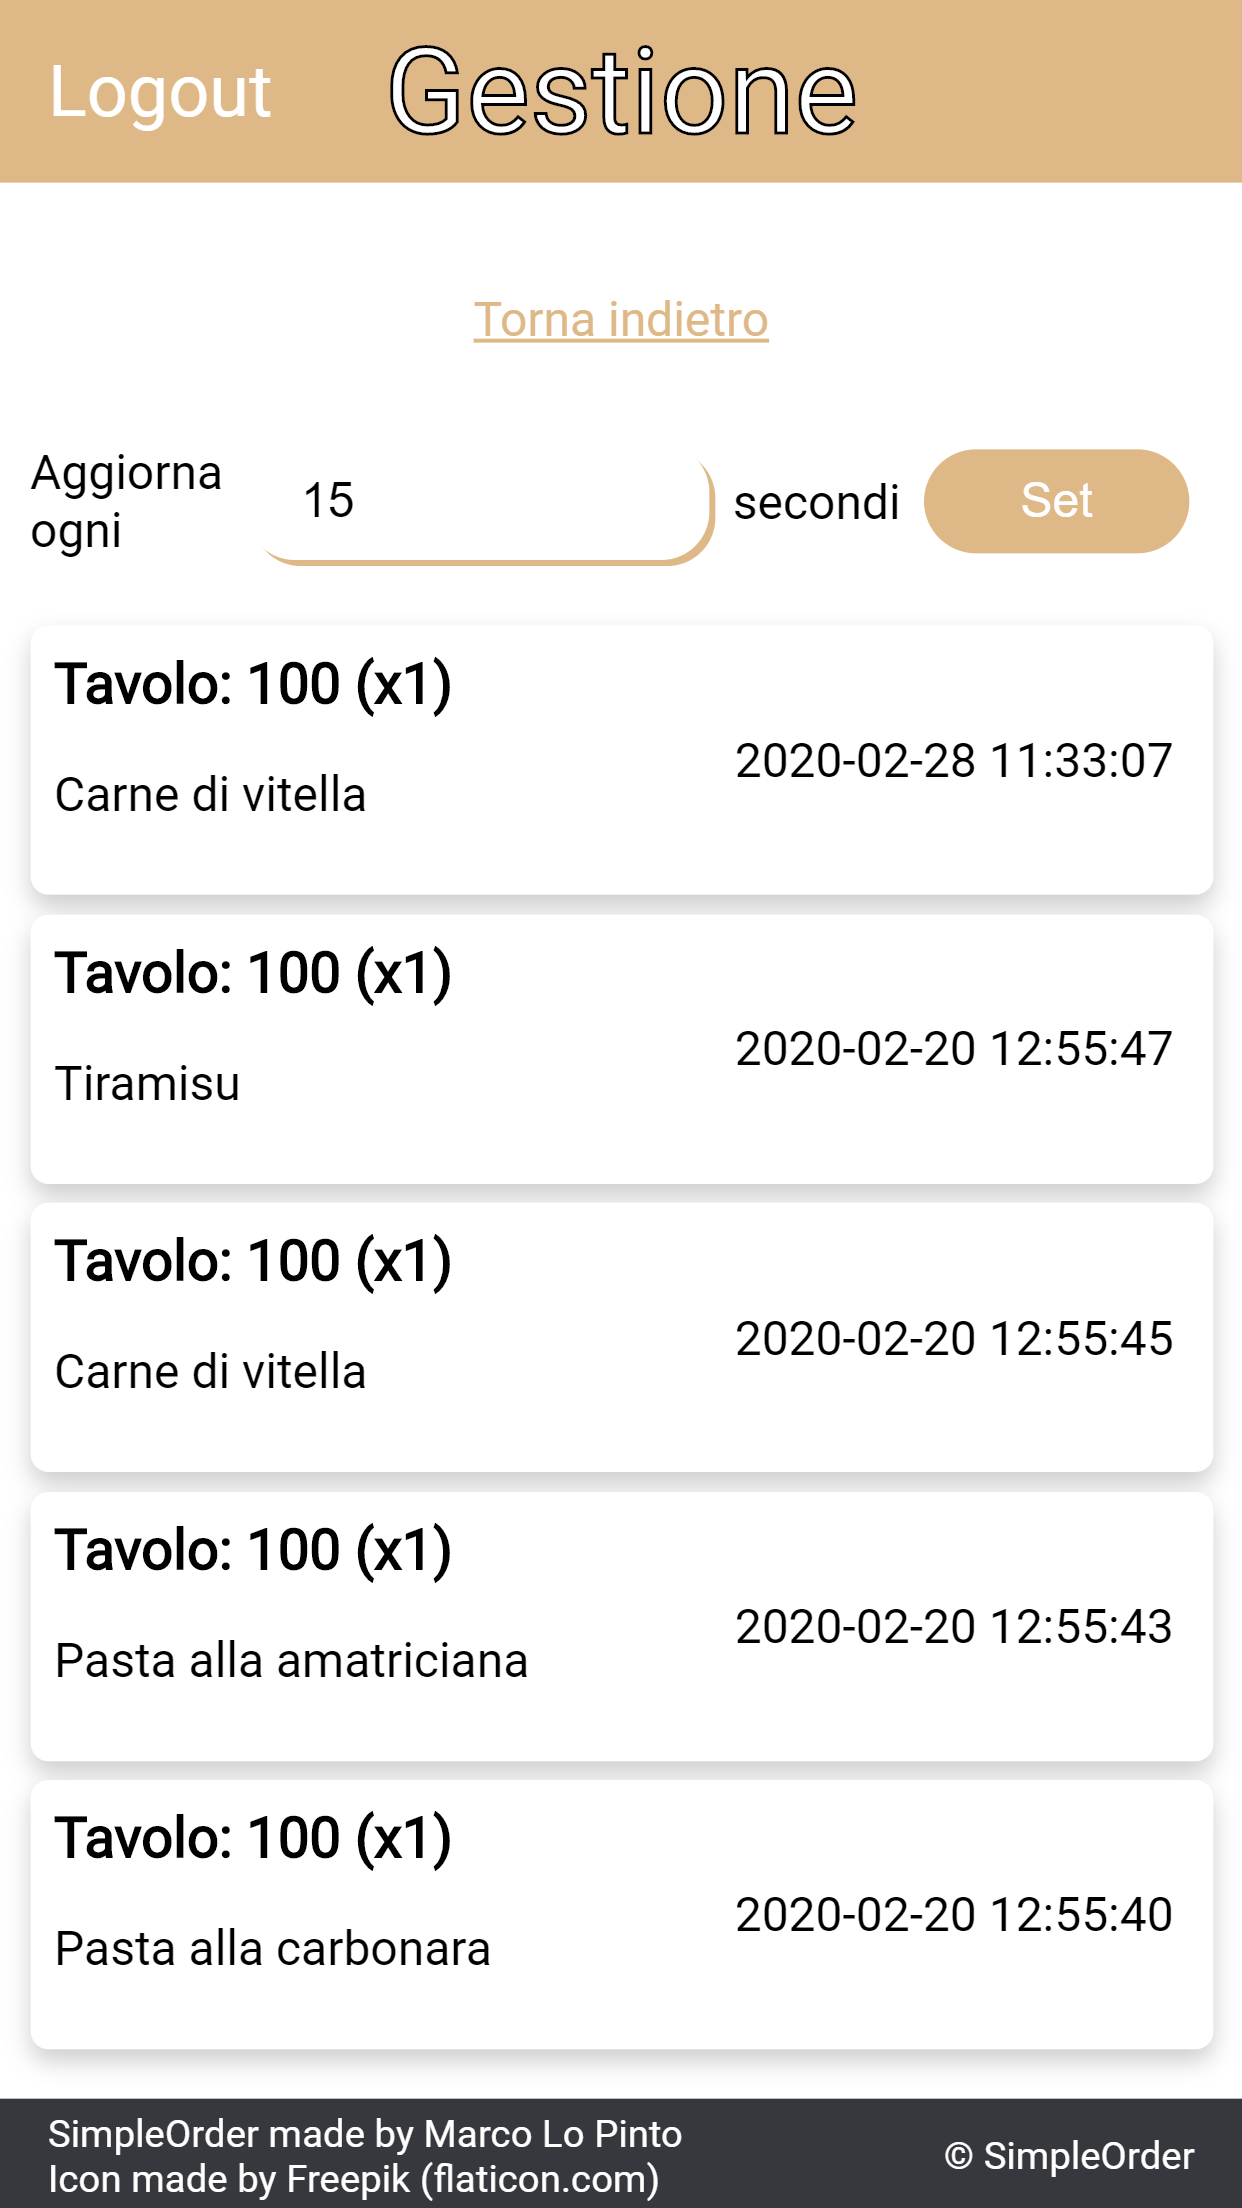 Logout
Gestione
Torna indietro
Aggiorna
ogni
15
secondi
Set
Tavolo: 100 (x1)
2020-02-28 11:33:07
Carne di vitella
Tavolo: 100 (x1)
2020-02-20 12:55:47
Tiramisu
Tavolo: 100 (x1)
2020-02-20 12:55:45
Carne di vitella
Tavolo: 100 (x1)
2020-02-20 12:55:43
Pasta alla amatriciana
Tavolo: 100 (x1)
2020-02-20 12:55:40
Pasta alla carbonara
SimpleOrder made by Marco Lo Pinto
Icon made by Freepik (flaticon.com)
© SimpleOrder